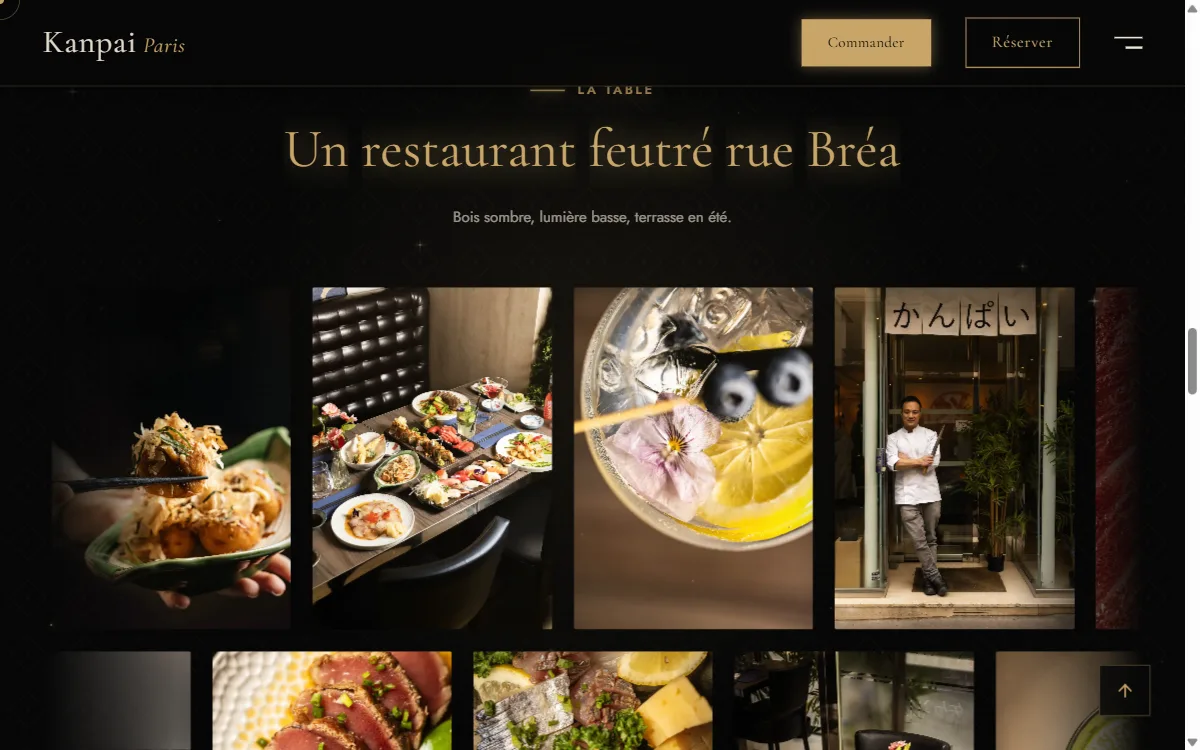 Kanpai Paris
Commander
Réserver
LA TABLE
Un restaurant feutré rue Bréa
Bois sombre, lumière basse, terrasse en été.
かんぱい